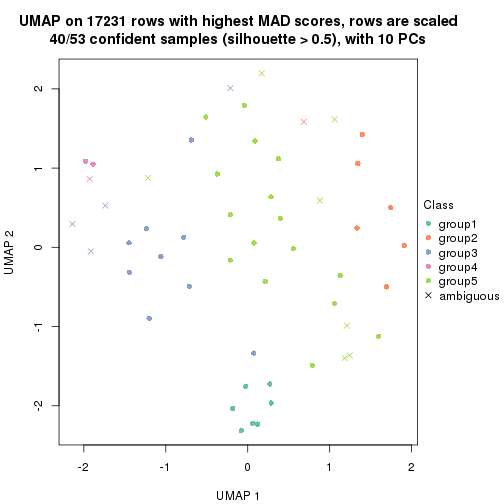 UMAP on 17231 rows with highest MAD scores, rows are scaled
40/53 confident samples (silhouette > 0.5), with 10 PCs
UMAP 2
2
1
0
-1
-2
-2
-1
0
1
2
UMAP 1
Class
group1
group2
group3
group4
group5
ambiguous